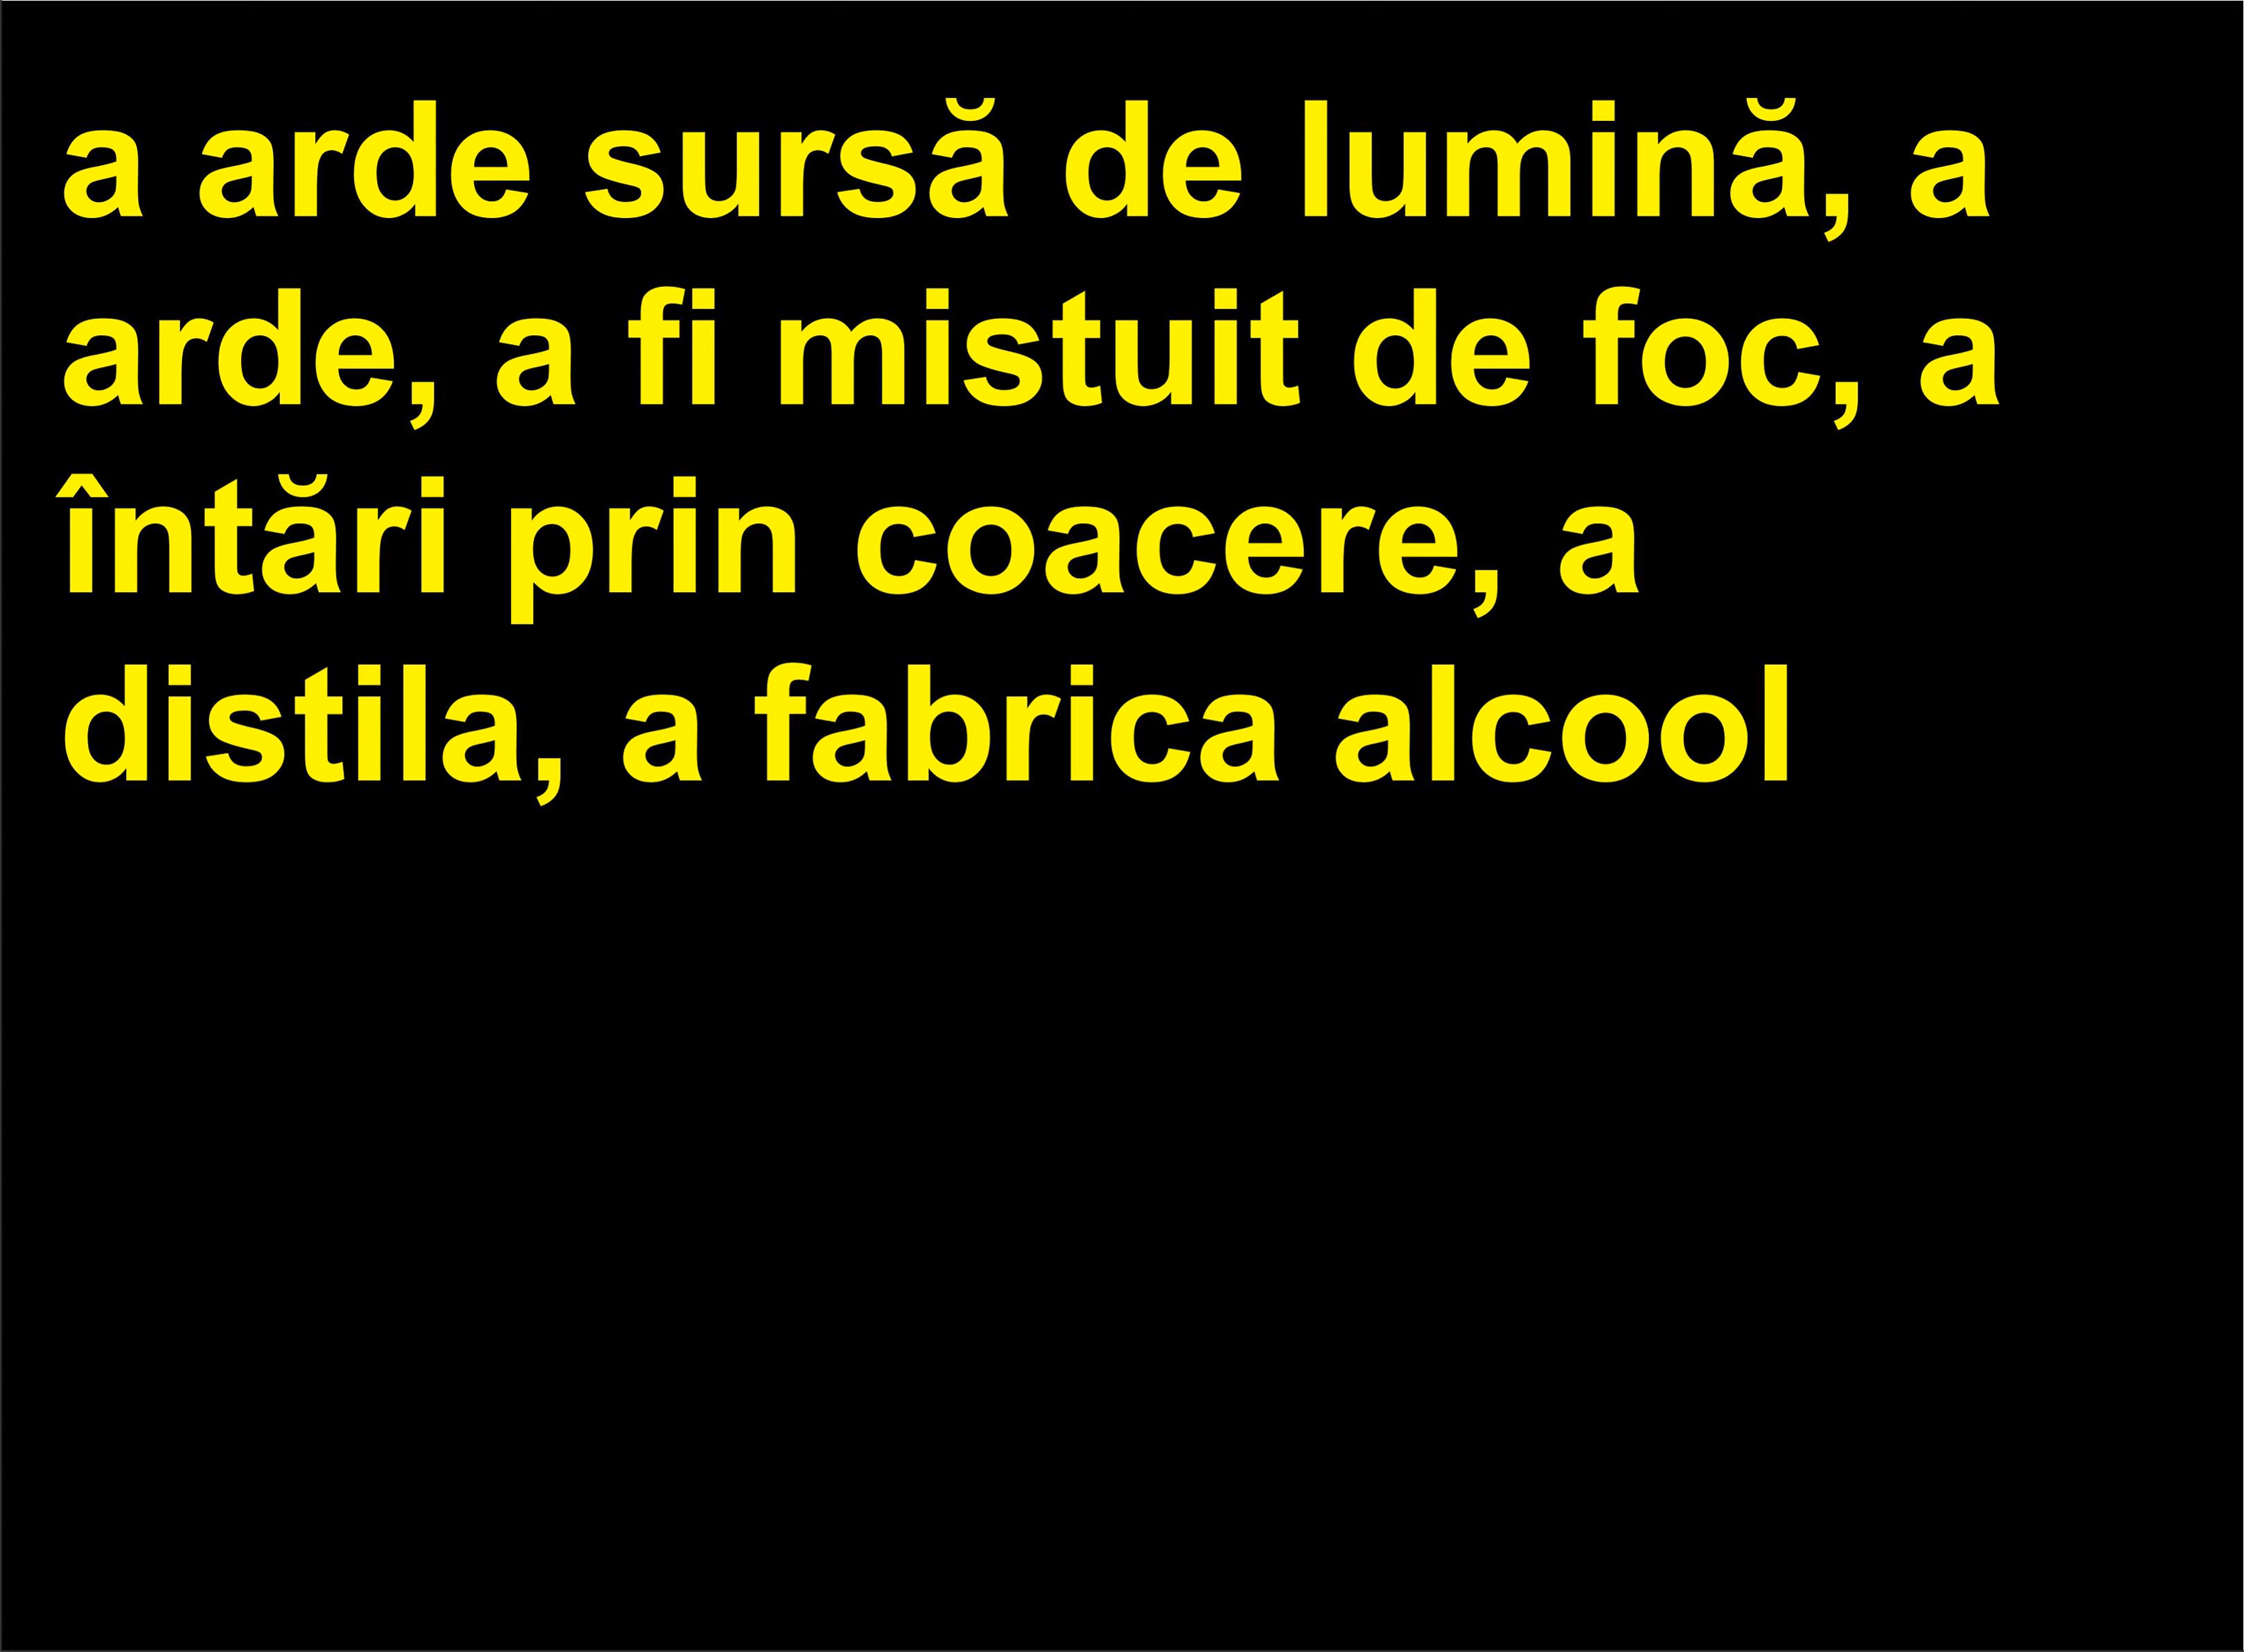 a arde sursă de lumină, a
arde, a fi mistuit de foc, a
întări prin coacere, a
distila, a fabrica alcool